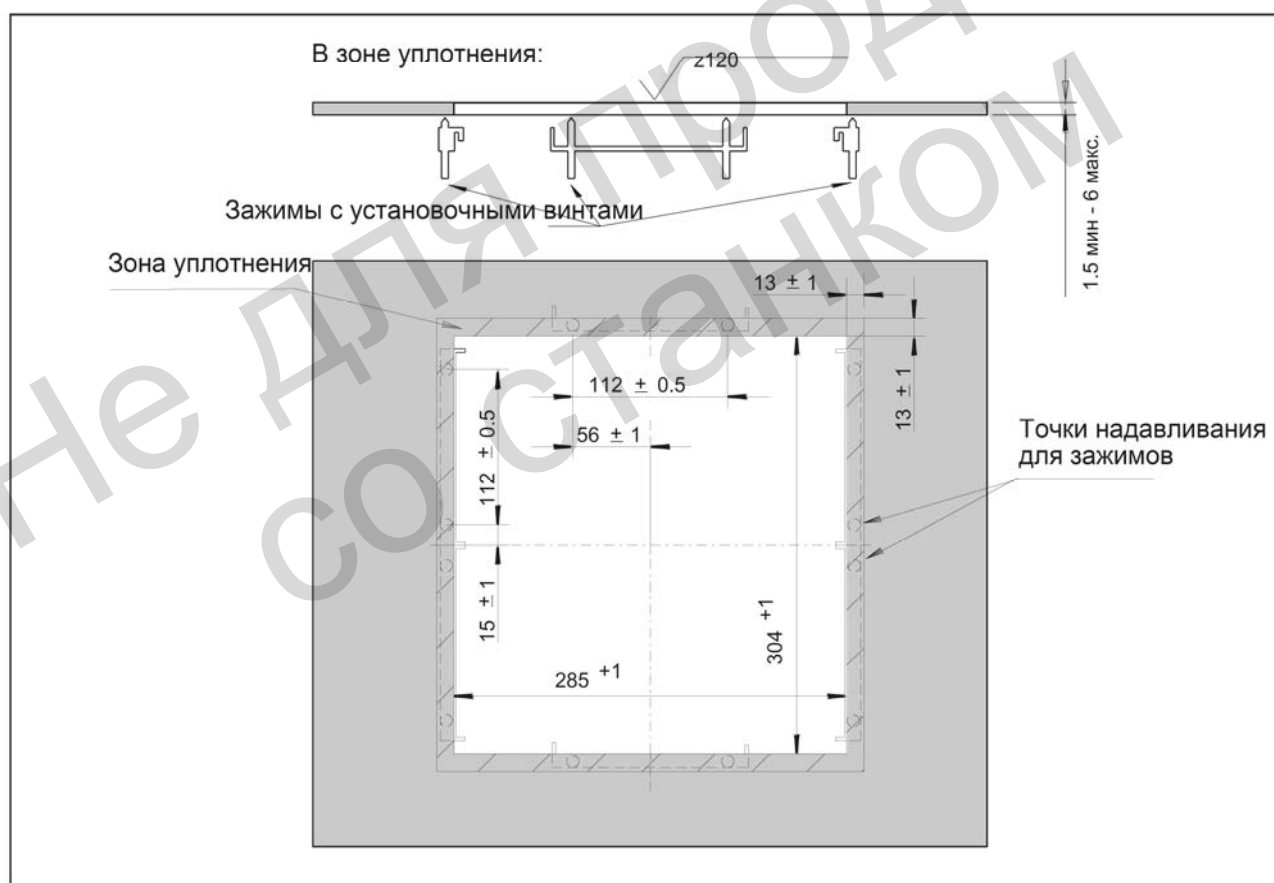 В зоне уплотнения:
z120
1.5 мин - 6 макс.
Зажимы с установочными винтами
Зона уплотнения
13 ± 1
13 ± 1
112 ± 0.5
56 ± 1
112 ± 0.5
Точки надавливания
для зажимов
15 ± 1
304 +1
285 +1
Не для прод
со станком